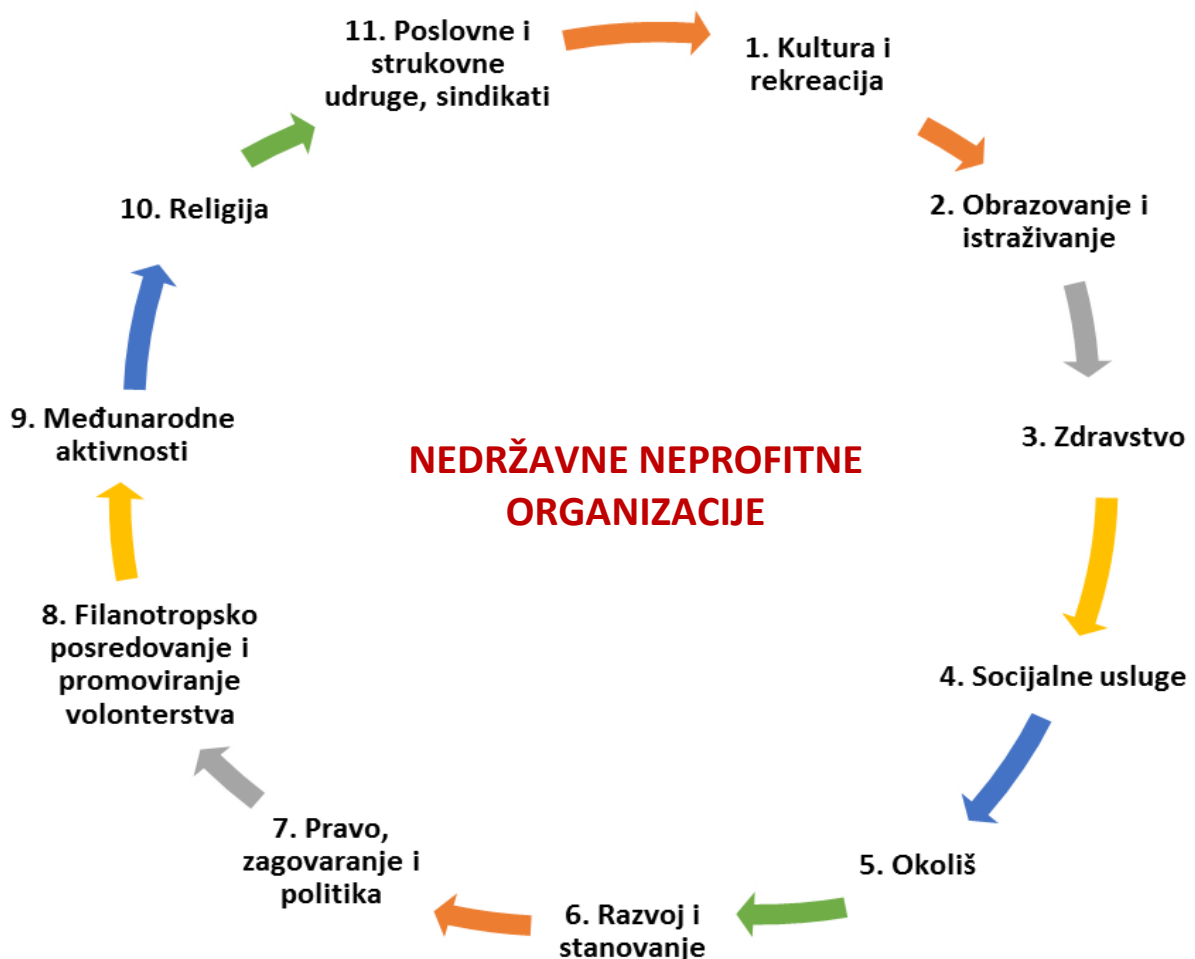 NEDRŽAVNE NEPROFITNE
ORGANIZACIJE
1. Kultura i
rekreacija
2. Obrazovanje i
istraživanje
3. Zdravstvo
4. Socijalne usluge
5. Okoliš
6. Razvoj i
stanovanje
7. Pravo,
zagovaranje i
politika
8. Filanotropsko
posredovanje i
promoviranje
volonterstva
9. Međunarodne
aktivnosti
10. Religija
11. Poslovne i
strukovne
udruge, sindikati